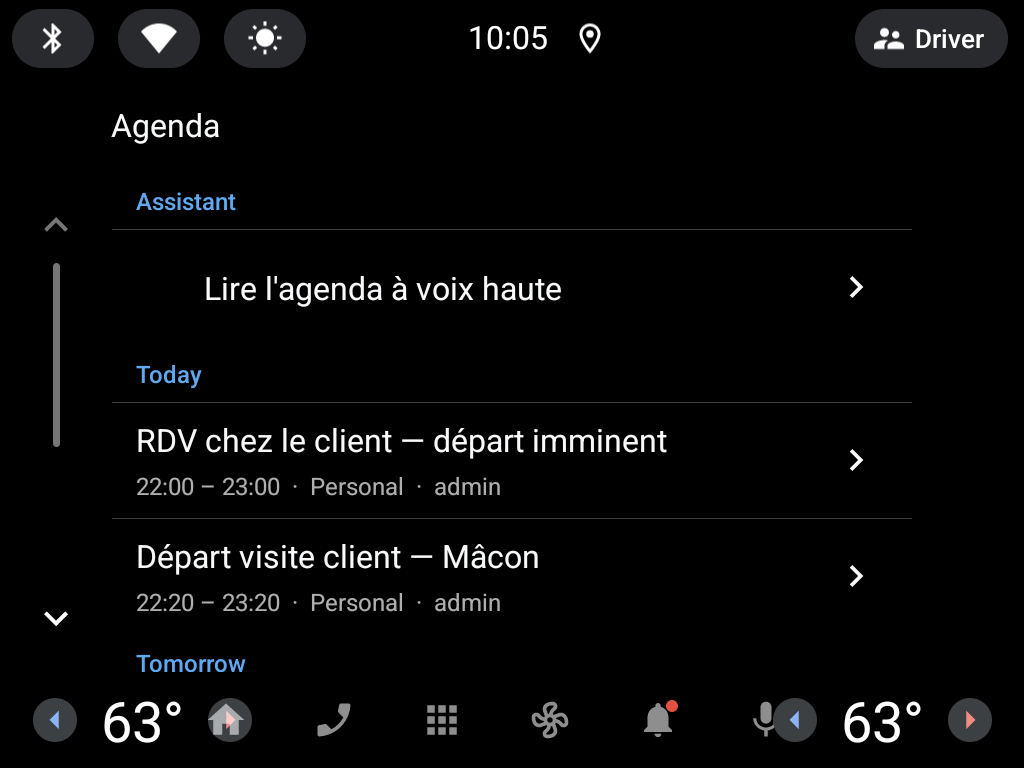 10:05
Driver
Agenda
Assistant
Lire l'agenda à voix haute
Today
RDV chez le client — départ imminent
22:00 – 23:00 · Personal · admin
Départ visite client — Mâcon
22:20 – 23:20 · Personal · admin
Tomorrow
63° 63°